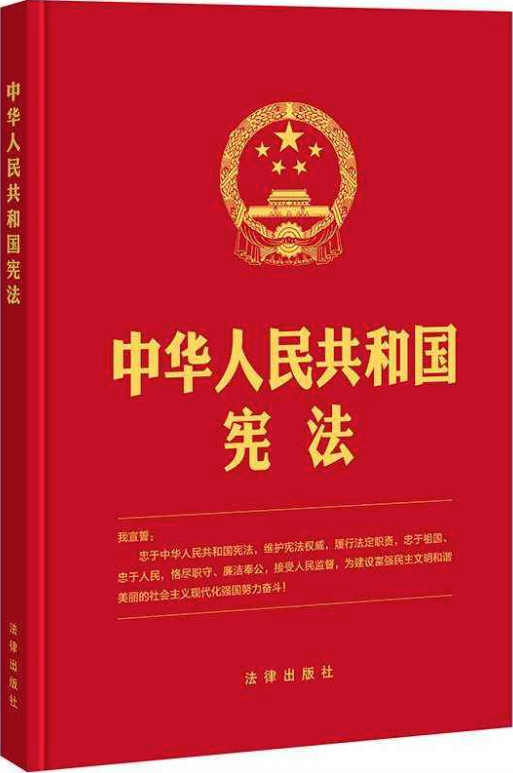 中华人民共和国宪法
法律出版社
中华人民共和国
宪法
我宣誓：
忠于中华人民共和国宪法，维护宪法权威，履行法定职责，忠于祖国、
忠于人民，恪尽职守、廉洁奉公，接受人民监督，为建设富强民主文明和谐
美丽的社会主义现代化强国努力奋斗！
法律出版社